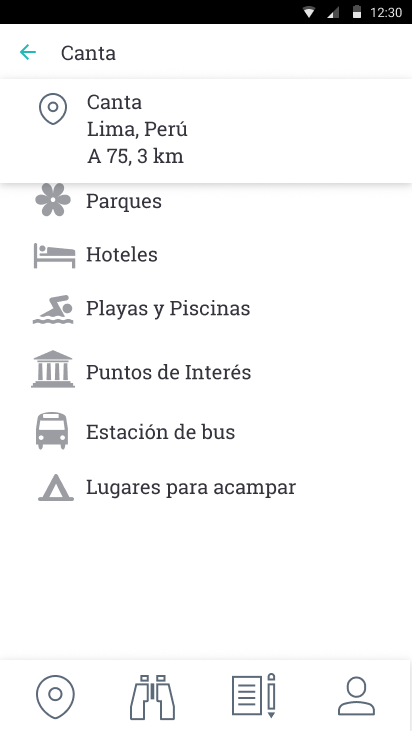 12:30
Canta
Canta
Lima, Perú
A 75, 3 km
Parques
Hoteles
Playas y Piscinas
Puntos de Interés
Estación de bus
Lugares para acampar